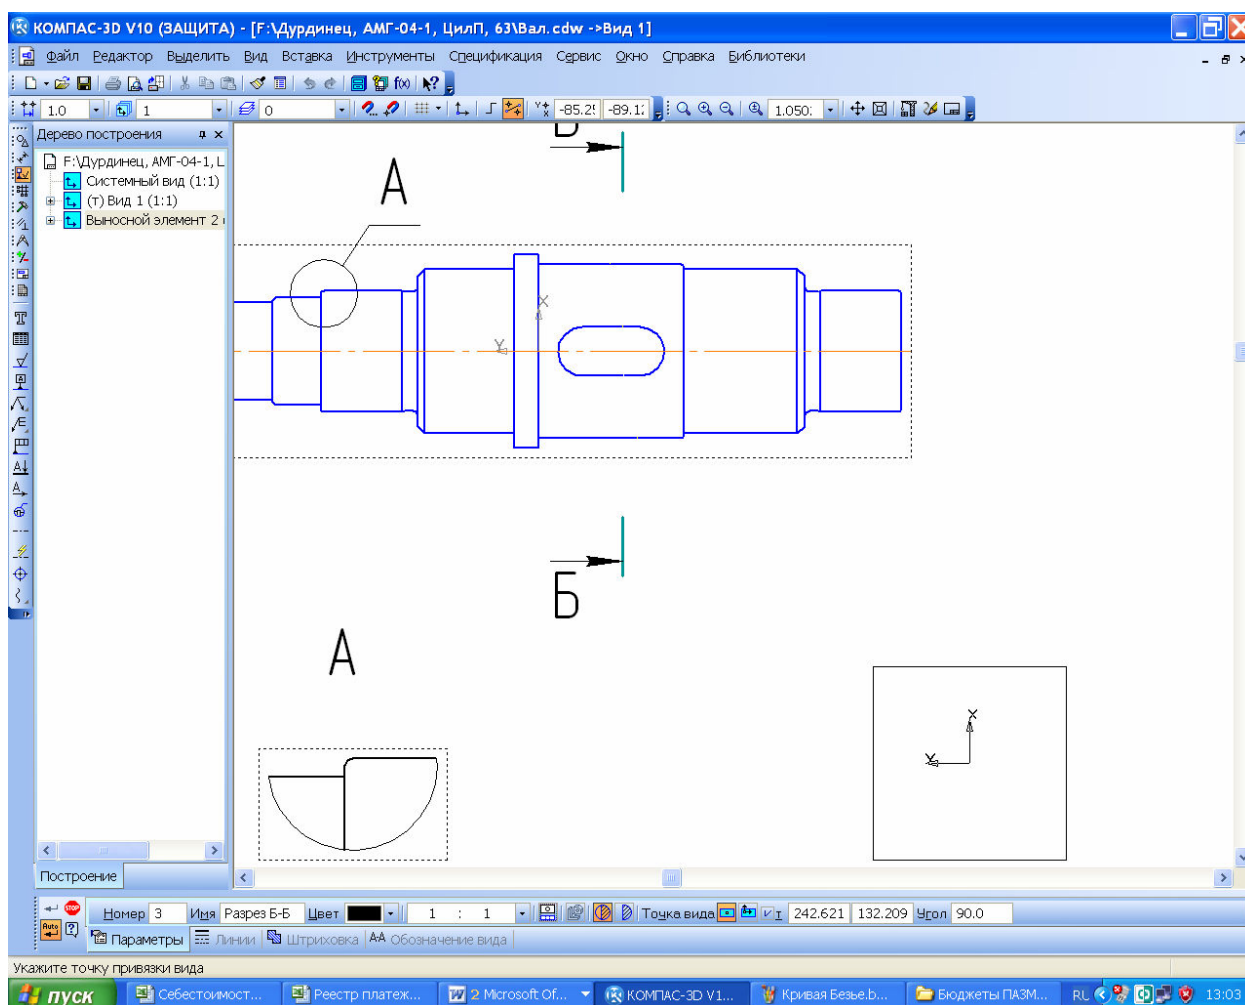 КОМПАС-3D V10 (ЗАЩИТА) - [F:\Дурдинец, АМГ-04-1, ЦилП, 63\Вал.cdw ->Вид 1]
Файл Редактор Выделить Вид Вставка Инструменты Спецификация Сервис Окно Справка Библиотеки
1.0 1 0 -85.2 -89.1 1.050
Дерево построения
F:\Дурдинец, АМГ-04-1, Ц
Системный вид (1:1)
(т) Вид 1 (1:1)
Выносной элемент 2
А
X
Y
Б
А
X
Y
Построение
Номер 3 Имя Разрез Б-Б Цвет 1 : 1 Точка вида 242.621 132.209 Угол 90.0
Auto
Параметры Линии Штриховка Обозначение вида
Укажите точку привязки вида
пуск Себестоимост... Реестр платеж... 2 Microsoft Of... КОМПАС-3D V1... Кривая Безье.b... Бюджеты ПАЗМ... RL 13:03